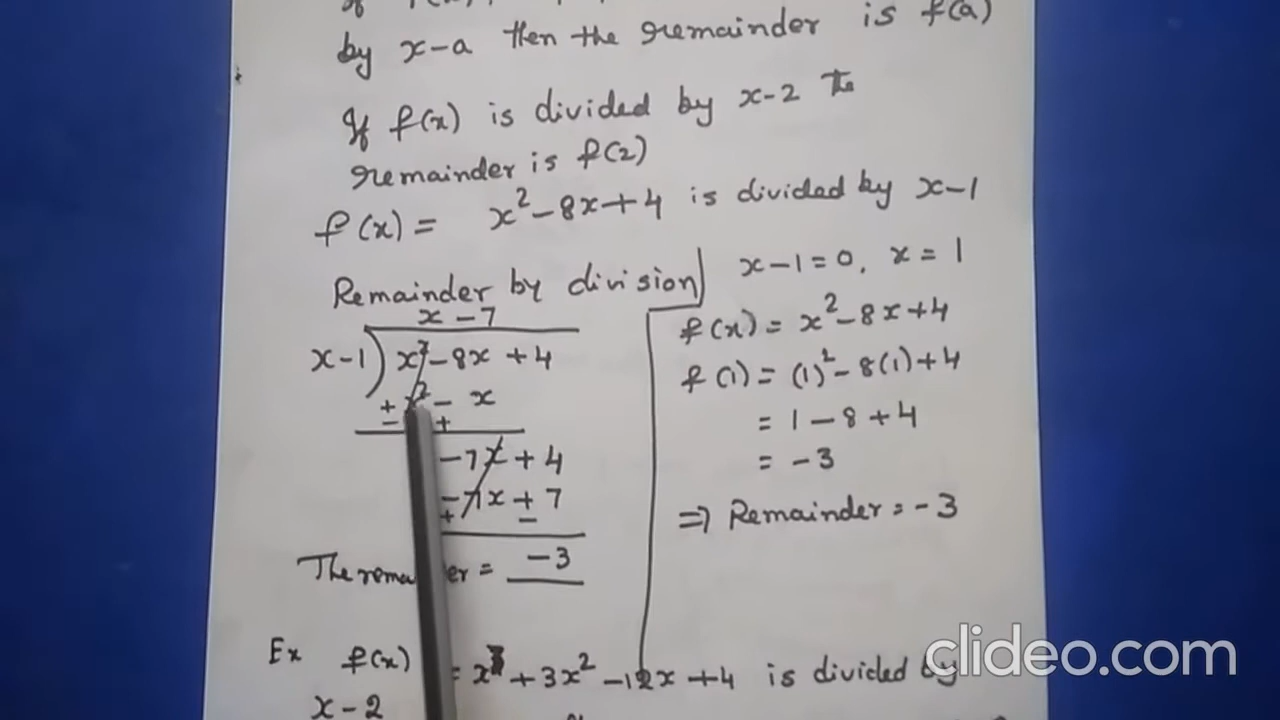 by x-a then the remainder is f(a)
If f(x) is divided by x-2 The
remainder is f(2)
f(x) = x² - 8x + 4 is divided by x-1
Remainder by division
x - 7
x-1) x² - 8x + 4
+ x² - x
- +
-7x + 4
-7x + 7
+ -
The remainder = -3
x-1=0, x = 1
f(x) = x² - 8x + 4
f(1) = (1)² - 8(1) + 4
= 1 - 8 + 4
= -3
⇒ Remainder = -3
Ex f(x) = x³ + 3x² - 12x + 4 is divided by
x-2
clideo.com